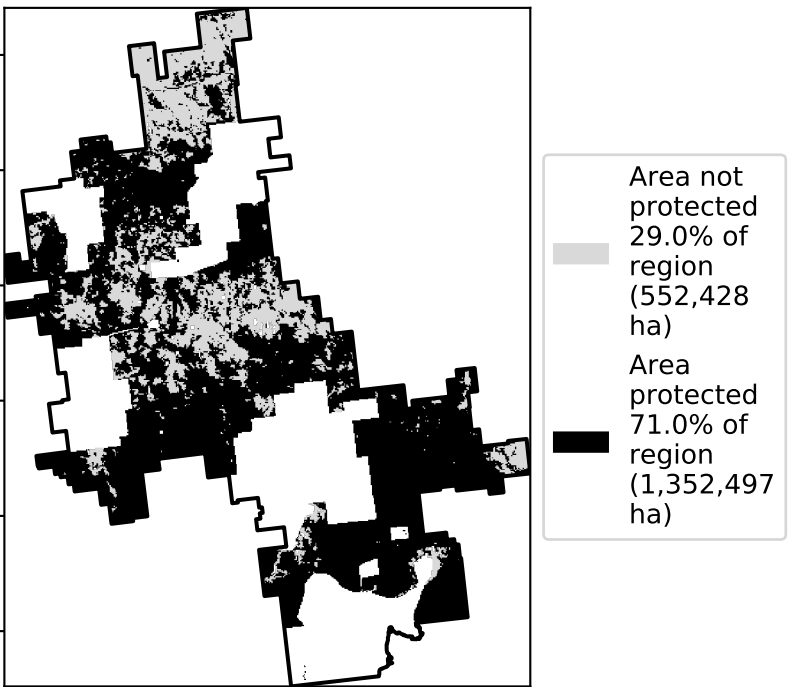 Area not
protected
29.0% of
region
(552,428
ha)
Area
protected
71.0% of
region
(1,352,497
ha)